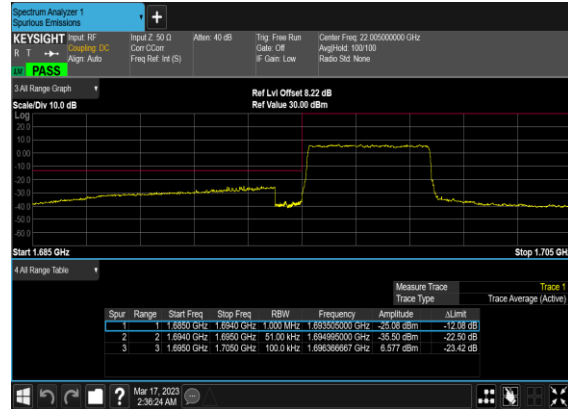 Spectrum Analyzer 1
Spurious Emissions
KEYSIGHT Input: RF Input Z: 50 Ω Atten: 40 dB Trig: Free Run Center Freq: 22.005000000 GHz
R T Coupling: DC Corr CCorr Gate: Off Avg|Hold: 100/100
Align: Auto Freq Ref: Int (S) IF Gain: Low Radio Std: None
PASS
3 All Range Graph
Ref Lvl Offset 8.22 dB
Scale/Div 10.0 dB Ref Value 30.00 dBm
Log
20.0
10.0
0.00
-10.0
-20.0
-30.0
-40.0
-50.0
-60.0
Start 1.685 GHz Stop 1.705 GH
4 All Range Table
Measure Trace Trace 1
Trace Type Trace Average (Active)
Spur Range Start Freq Stop Freq RBW Frequency Amplitude ΔLimit
1 1 1.6850 GHz 1.6940 GHz 1.000 MHz 1.693505000 GHz -25.08 dBm -12.08 dB
2 2 1.6940 GHz 1.6950 GHz 51.00 kHz 1.694995000 GHz -35.50 dBm -22.50 dB
3 3 1.6950 GHz 1.7050 GHz 100.0 kHz 1.696366667 GHz 6.577 dBm -23.42 dB
? Mar 17, 2023
2:36:24 AM